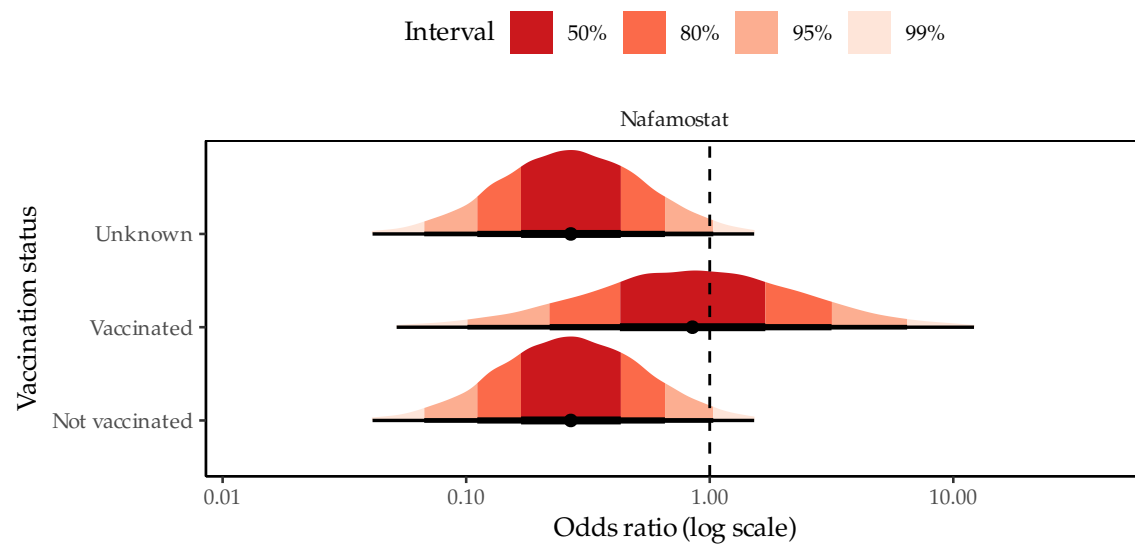 Interval 50% 80% 95% 99%
Nafamostat
Vaccination status
Unknown
Vaccinated
Not vaccinated
0.01 0.10 1.00 10.00
Odds ratio (log scale)